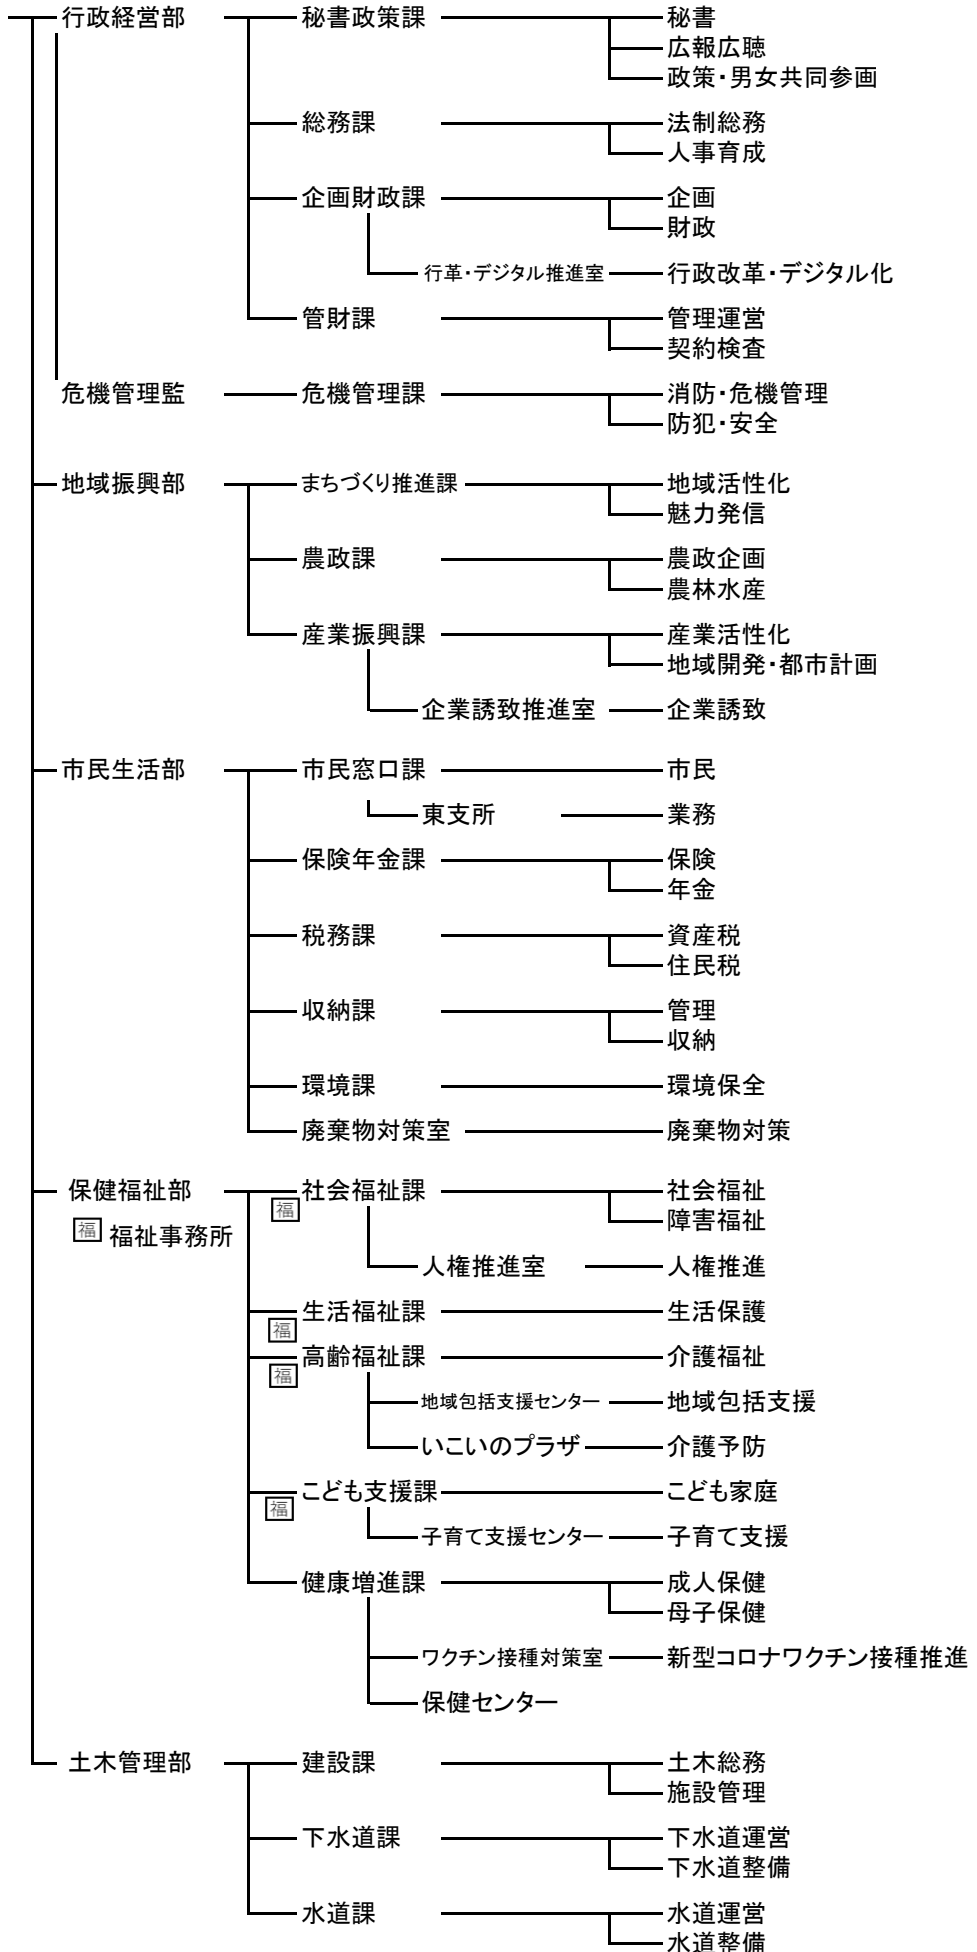 行政経営部 秘書政策課 秘書
広報広聴
政策・男女共同参画
総務課 法制総務
人事育成
企画財政課 企画
財政
行革・デジタル推進室 行政改革・デジタル化
管財課 管理運営
契約検査
危機管理監 危機管理課 消防・危機管理
防犯・安全
地域振興部 まちづくり推進課 地域活性化
魅力発信
農政課 農政企画
農林水産
産業振興課 産業活性化
地域開発・都市計画
企業誘致推進室 企業誘致
市民生活部 市民窓口課 市民
東支所 業務
保険年金課 保険
年金
税務課 資産税
住民税
収納課 管理
収納
環境課 環境保全
廃棄物対策室 廃棄物対策
保健福祉部 社会福祉課 社会福祉
福 障害福祉
福 福祉事務所
人権推進室 人権推進
生活福祉課 生活保護
福
高齢福祉課 介護福祉
福
地域包括支援センター 地域包括支援
いこいのプラザ 介護予防
こども支援課 こども家庭
福
子育て支援センター 子育て支援
健康増進課 成人保健
母子保健
ワクチン接種対策室 新型コロナワクチン接種推進
保健センター
土木管理部 建設課 土木総務
施設管理
下水道課 下水道運営
下水道整備
水道課 水道運営
水道整備